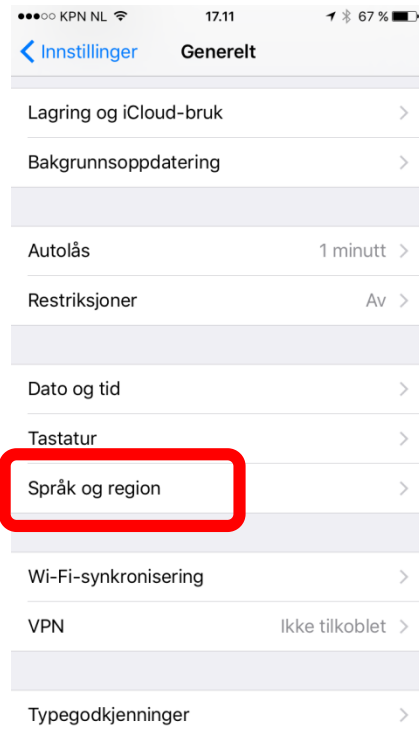 ●●●○○ KPN NL 17.11 67 %
Innstillinger Generelt
Lagring og iCloud-bruk
Bakgrunnsoppdatering
Autolås 1 minutt
Restriksjoner Av
Dato og tid
Tastatur
Språk og region
Wi-Fi-synkronisering
VPN Ikke tilkoblet
Typegodkjenninger